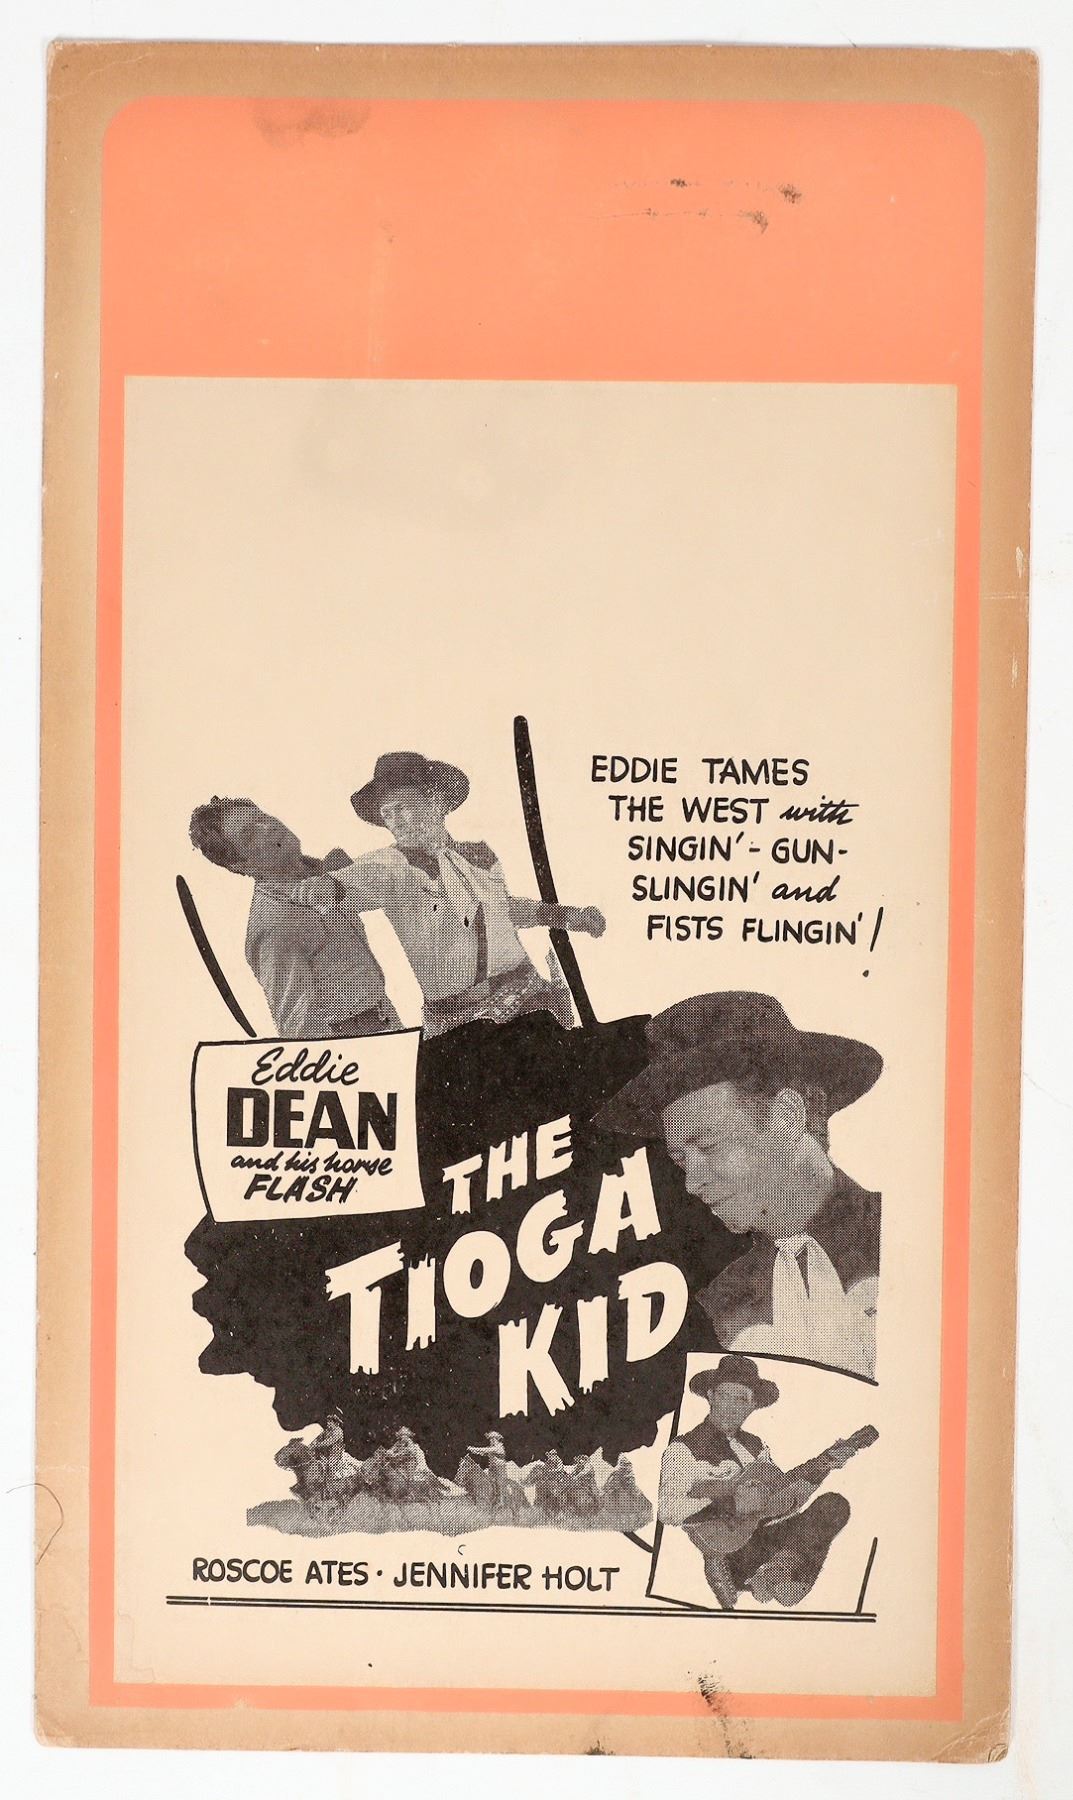 EDDIE TAMES
THE WEST with
SINGIN' - GUN-
SLINGIN' and
FISTS FLINGIN'!
Eddie
DEAN
and his horse
FLASH
THE
TIOGA
KID
ROSCOE ATES · JENNIFER HOLT